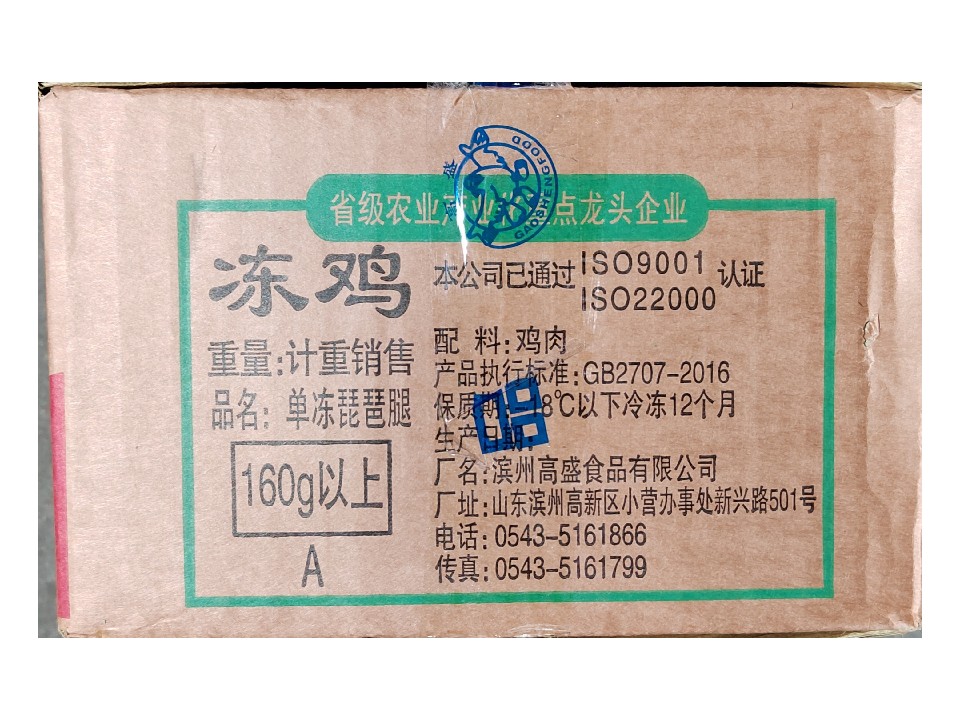 GAOSHENGFOOD
盛
省级农业产业化重点龙头企业
冻鸡
本公司已通过 ISO9001 认证
ISO22000
重量:计重销售
品名:单冻琵琶腿
160g以上
A
配 料:鸡肉
产品执行标准:GB2707-2016
保质期:-18℃以下冷冻12个月
生产日期:
厂名:滨州高盛食品有限公司
厂址:山东滨州高新区小营办事处新兴路501号
电话:0543-5161866
传真:0543-5161799